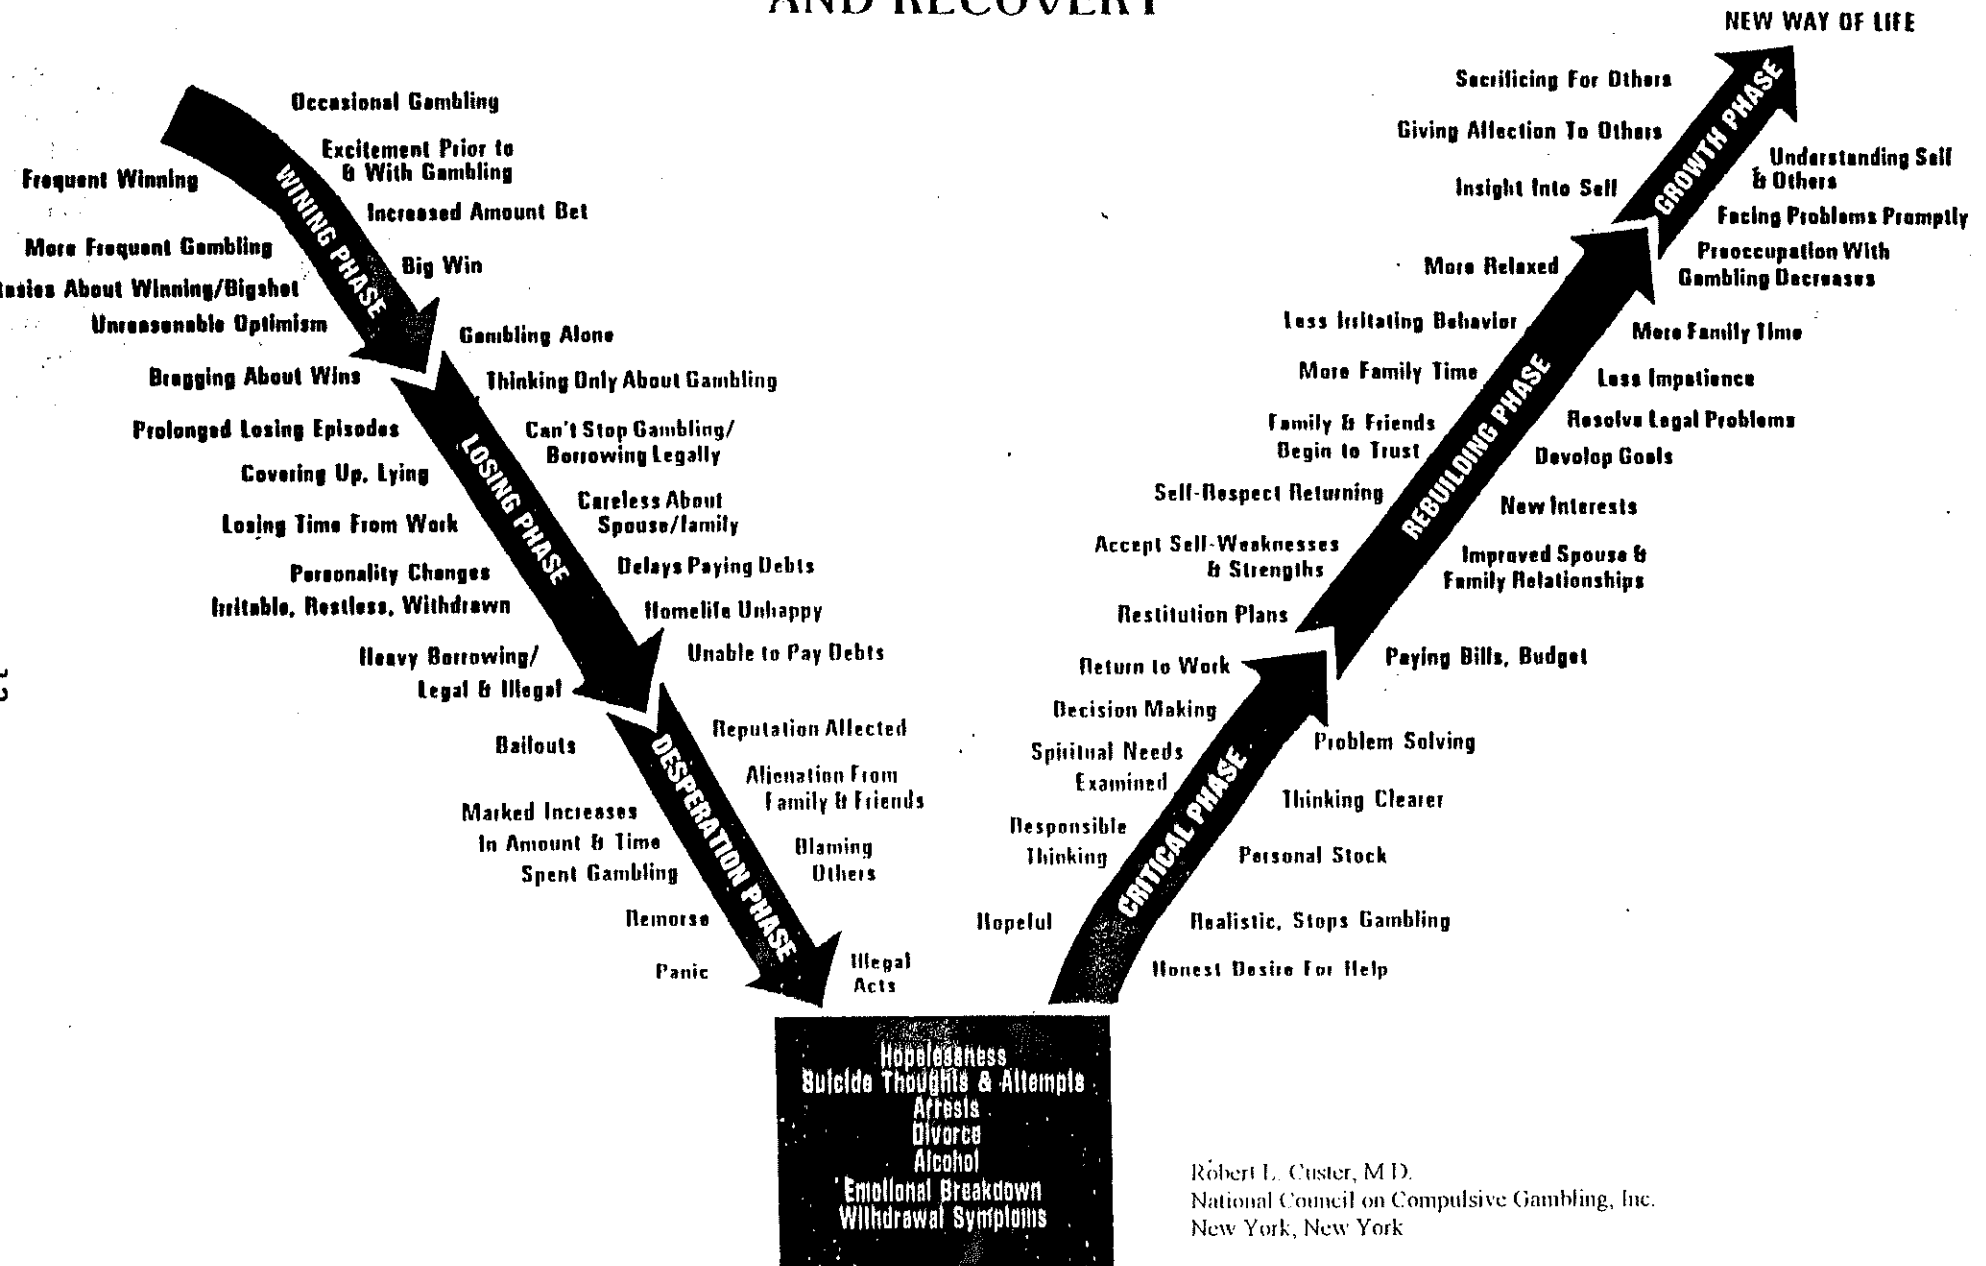 AND RECOVERY
NEW WAY OF LIFE
Occasional Gambling
Excitement Prior to
& With Gambling
Frequent Winning
WINING PHASE
Increased Amount Bet
More Frequent Gambling
Big Win
tasies About Winning/Bigshot
Unreasonable Optimism
Gambling Alone
Bragging About Wins
Thinking Only About Gambling
Prolonged Losing Episodes
Can't Stop Gambling/
Borrowing Legally
LOSING PHASE
Covering Up, Lying
Careless About
Spouse/family
Losing Time From Work
Delays Paying Debts
Personality Changes
Irritable, Restless, Withdrawn
Homelife Unhappy
Heavy Borrowing/
Legal & Illegal
Unable to Pay Debts
Bailouts
Reputation Affected
DESPERATION PHASE
Alienation From
Family & Friends
Marked Increases
In Amount & Time
Spent Gambling
Blaming
Others
Remorse
Panic
Illegal
Acts
Hopelessness
Suicide Thoughts & Attempts
Arrests
Divorce
Alcohol
Emotional Breakdown
Withdrawal Symptoms
Honest Desire For Help
Hopeful
Realistic, Stops Gambling
CRITICAL PHASE
Responsible
Thinking
Personal Stock
Spiritual Needs
Examined
Thinking Clearer
Decision Making
Problem Solving
Return to Work
Paying Bills, Budget
Restitution Plans
Accept Self-Weaknesses
& Strengths
Improved Spouse &
Family Relationships
REBUILDING PHASE
Self-Respect Returning
New Interests
Family & Friends
Begin to Trust
Develop Goals
Resolve Legal Problems
More Family Time
Less Impatience
Less Irritating Behavior
More Family Time
More Relaxed
Preoccupation With
Gambling Decreases
Facing Problems Promptly
GROWTH PHASE
Insight Into Self
Understanding Self
& Others
Giving Affection To Others
Sacrificing For Others
Robert L. Custer, M.D.
National Council on Compulsive Gambling, Inc.
New York, New York